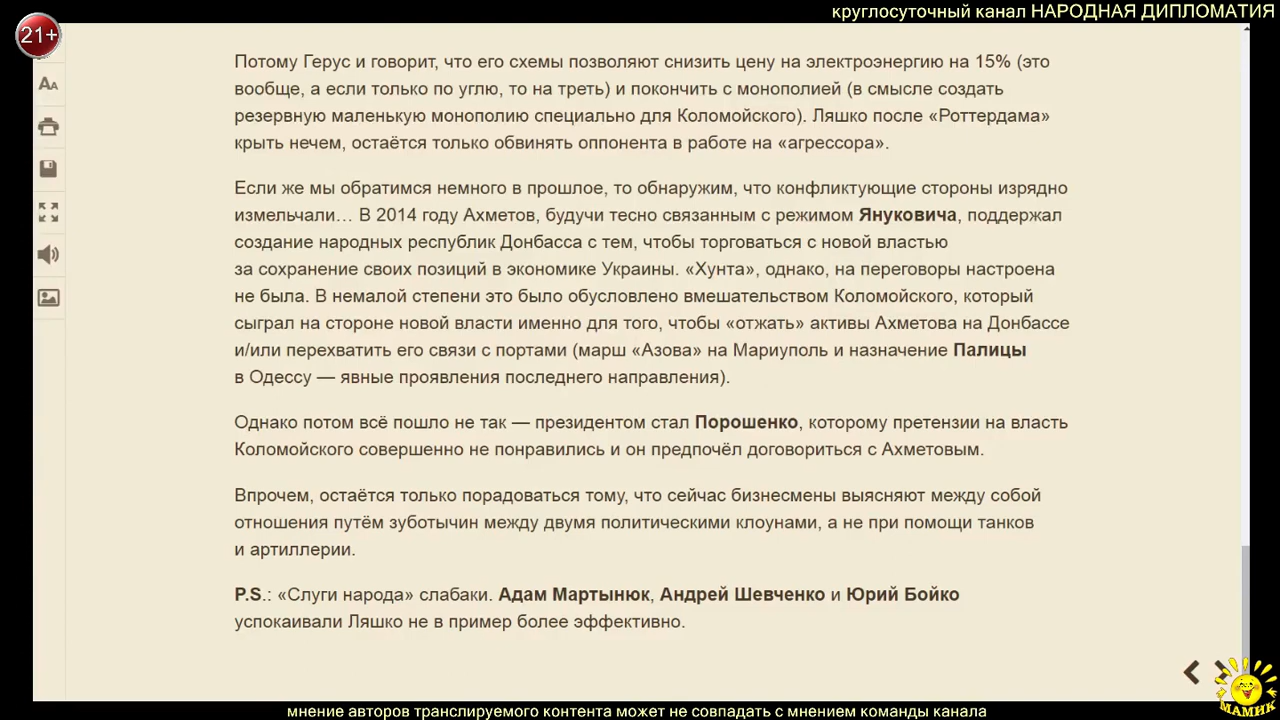 круглосуточный канал НАРОДНАЯ ДИПЛОМАТИЯ
21+
AA
Потому Герус и говорит, что его схемы позволяют снизить цену на электроэнергию на 15% (это
вообще, а если только по углю, то на треть) и покончить с монополией (в смысле создать
резервную маленькую монополию специально для Коломойского). Ляшко после «Роттердама»
крыть нечем, остаётся только обвинять оппонента в работе на «агрессора».
Если же мы обратимся немного в прошлое, то обнаружим, что конфликтующие стороны изрядно
измельчали… В 2014 году Ахметов, будучи тесно связанным с режимом Януковича, поддержал
создание народных республик Донбасса с тем, чтобы торговаться с новой властью
за сохранение своих позиций в экономике Украины. «Хунта», однако, на переговоры настроена
не была. В немалой степени это было обусловлено вмешательством Коломойского, который
сыграл на стороне новой власти именно для того, чтобы «отжать» активы Ахметова на Донбассе
и/или перехватить его связи с портами (марш «Азова» на Мариуполь и назначение Палицы
в Одессу — явные проявления последнего направления).
Однако потом всё пошло не так — президентом стал Порошенко, которому претензии на власть
Коломойского совершенно не понравились и он предпочёл договориться с Ахметовым.
Впрочем, остаётся только порадоваться тому, что сейчас бизнесмены выясняют между собой
отношения путём зуботычин между двумя политическими клоунами, а не при помощи танков
и артиллерии.
P.S.: «Слуги народа» слабаки. Адам Мартынюк, Андрей Шевченко и Юрий Бойко
успокаивали Ляшко не в пример более эффективно.
МАМИК
мнение авторов транслируемого контента может не совпадать с мнением команды канала